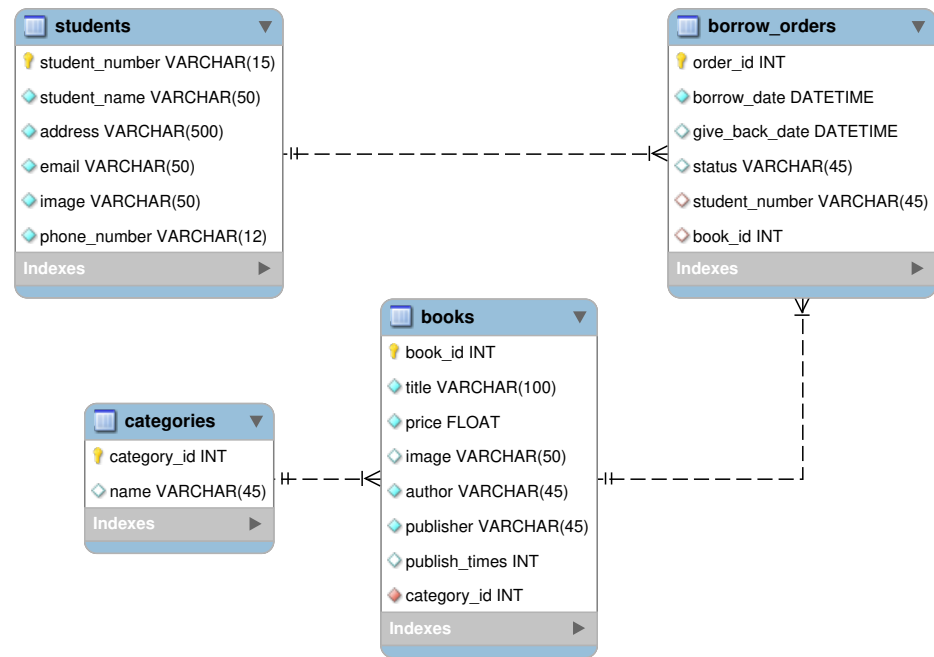 students
student_number VARCHAR(15)
student_name VARCHAR(50)
address VARCHAR(500)
email VARCHAR(50)
image VARCHAR(50)
phone_number VARCHAR(12)
Indexes
borrow_orders
order_id INT
borrow_date DATETIME
give_back_date DATETIME
status VARCHAR(45)
student_number VARCHAR(45)
book_id INT
Indexes
books
book_id INT
title VARCHAR(100)
price FLOAT
image VARCHAR(50)
author VARCHAR(45)
publisher VARCHAR(45)
publish_times INT
category_id INT
Indexes
categories
category_id INT
name VARCHAR(45)
Indexes